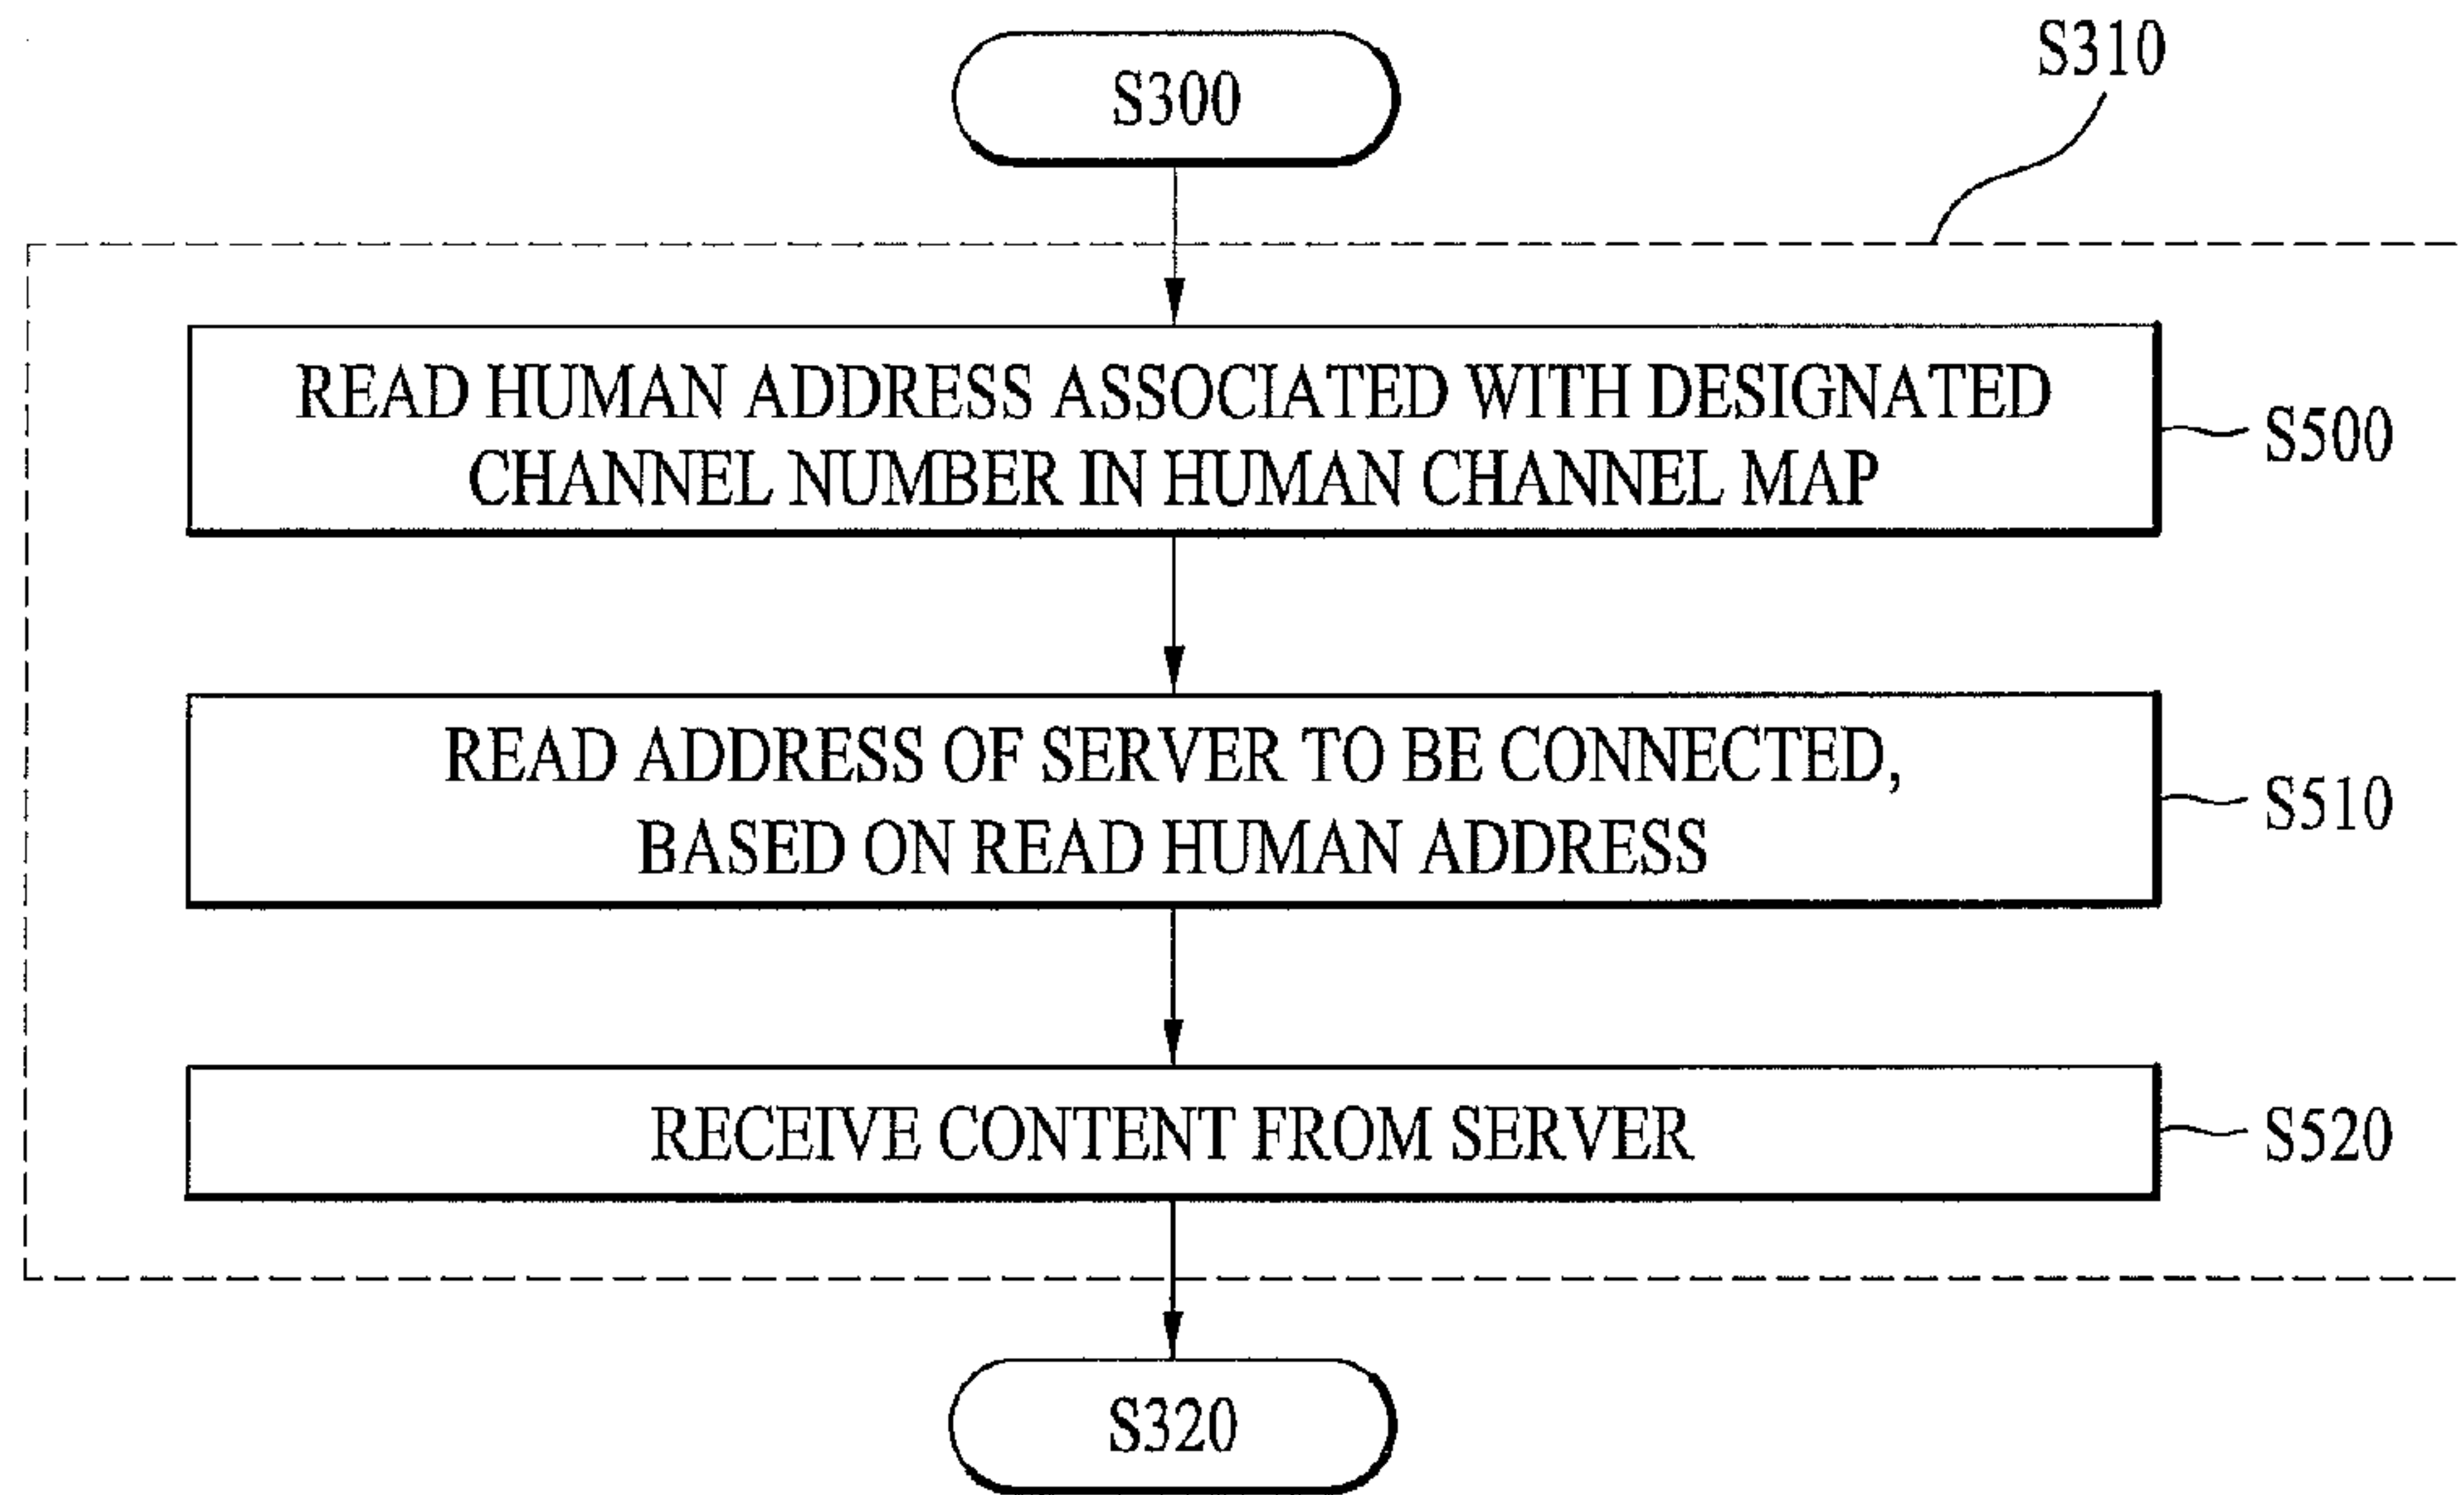 S300
S310
READ HUMAN ADDRESS ASSOCIATED WITH DESIGNATED
CHANNEL NUMBER IN HUMAN CHANNEL MAP
S500
READ ADDRESS OF SERVER TO BE CONNECTED,
BASED ON READ HUMAN ADDRESS
S510
RECEIVE CONTENT FROM SERVER
S520
S320